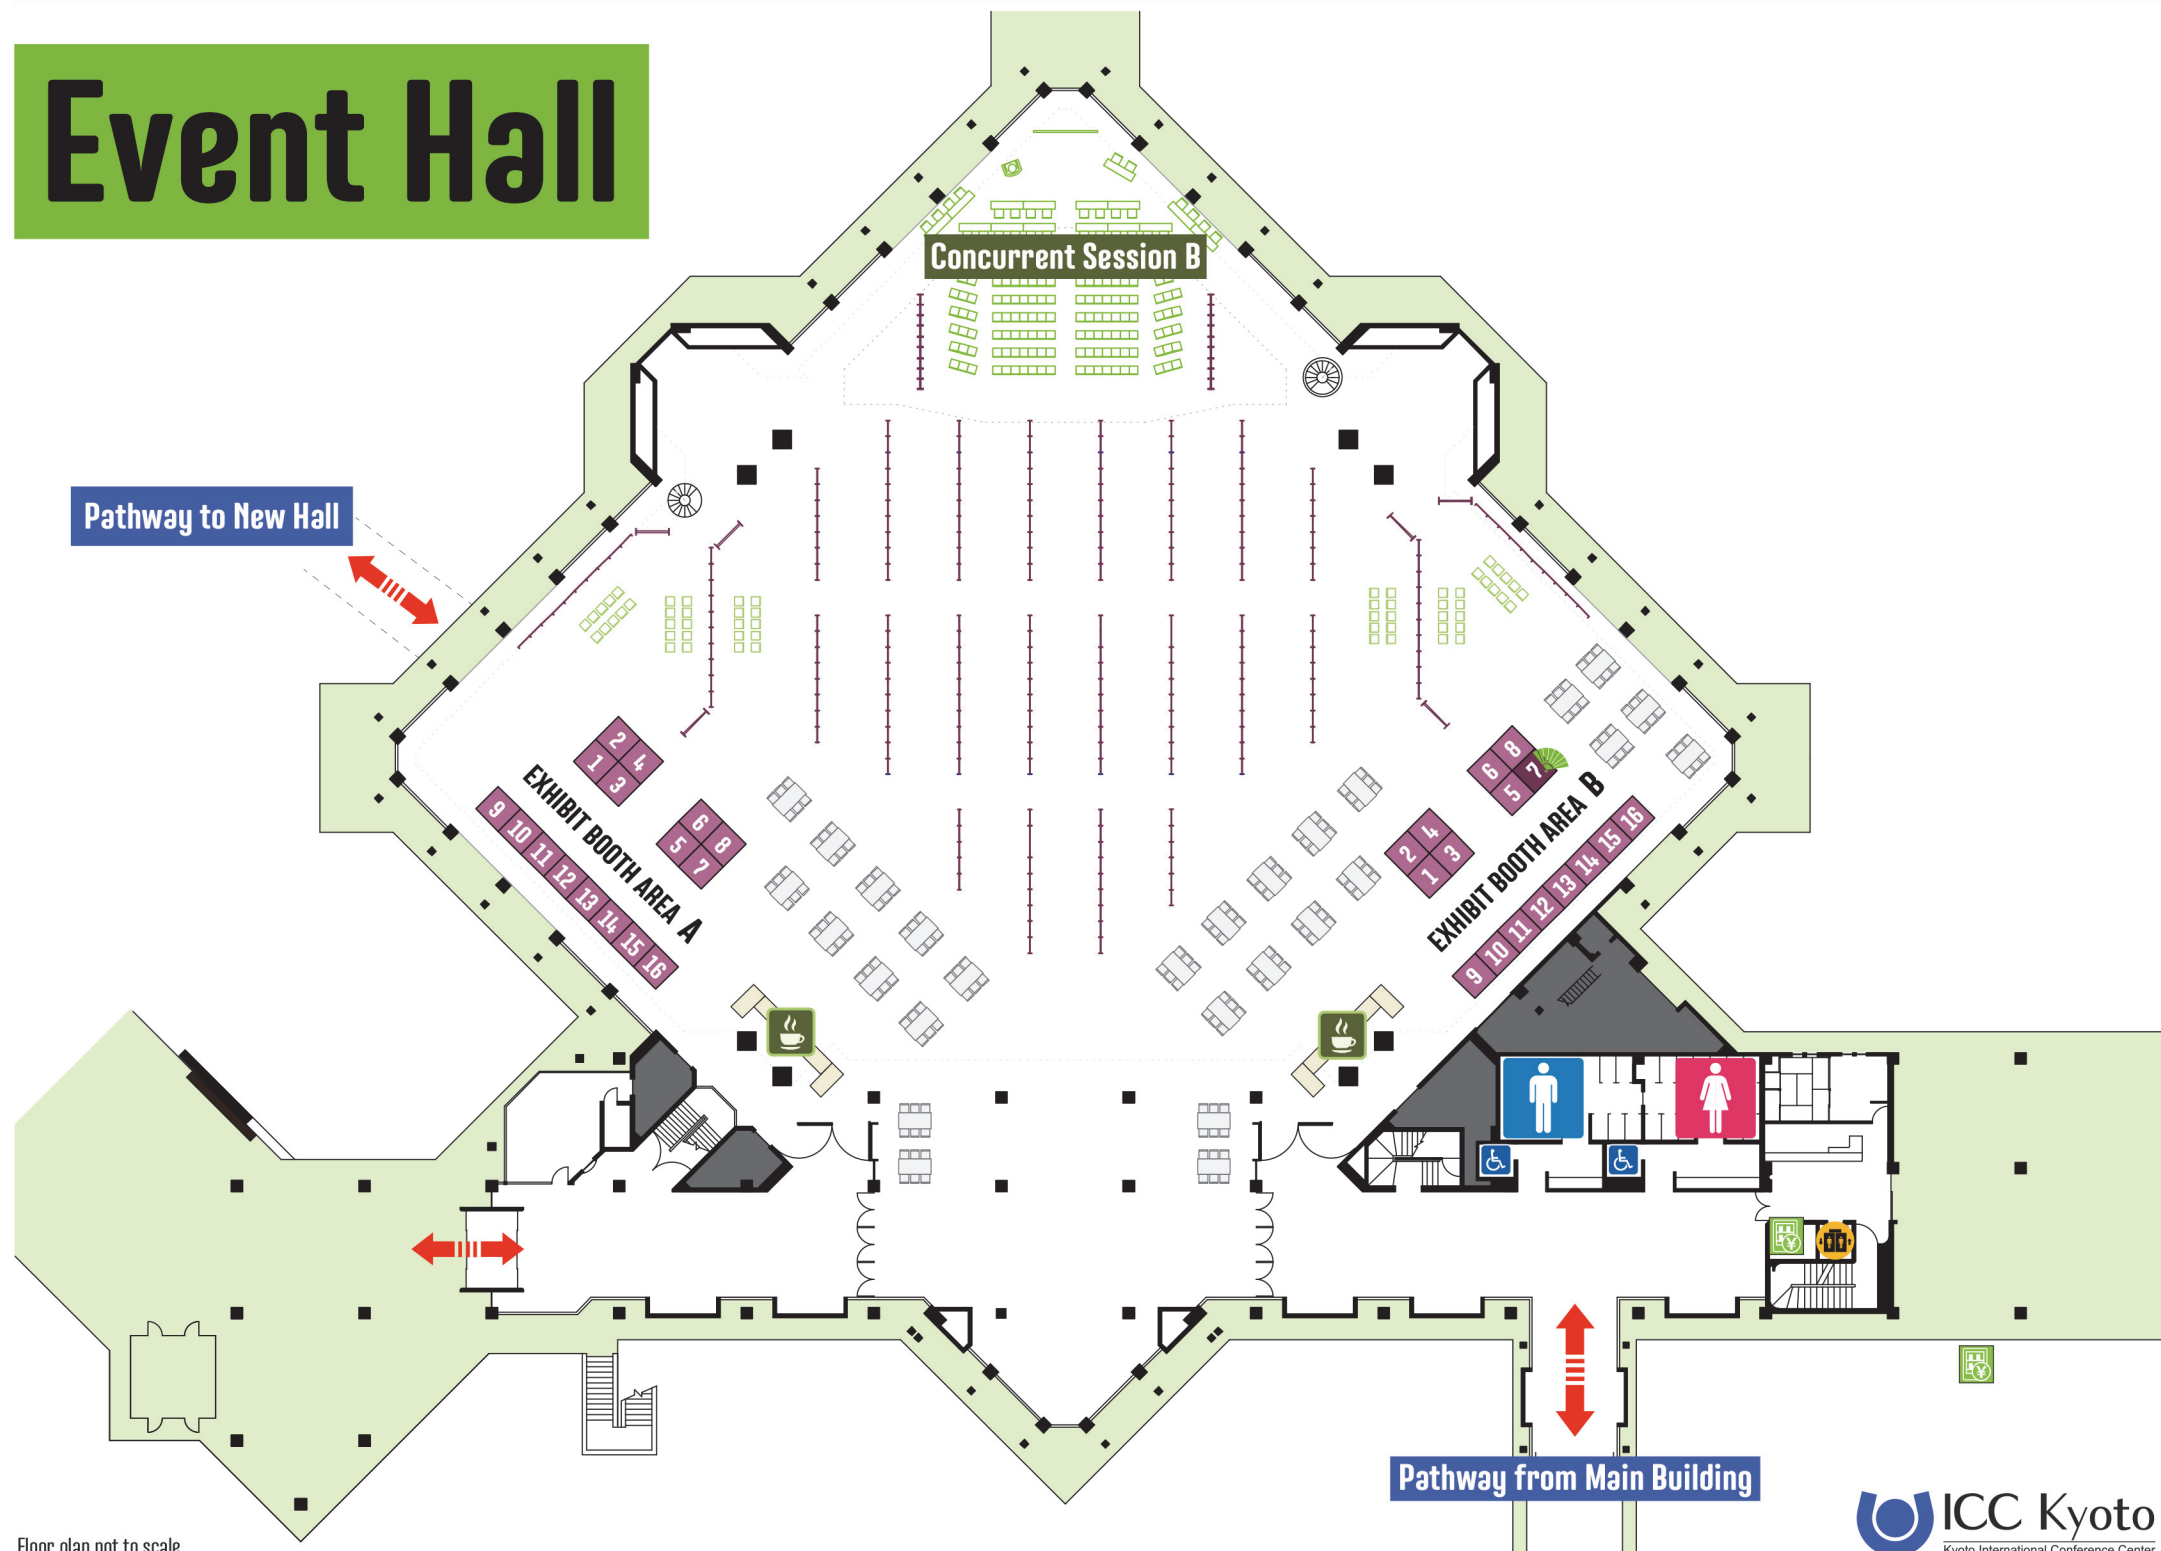 Event Hall
Concurrent Session B
Pathway to New Hall
2
1 4
3
6
5 8
7
EXHIBIT BOOTH AREA A
9 10 11 12 13 14 15 16
8
6 7
5
4
2 3
1
EXHIBIT BOOTH AREA B
9 10 11 12 13 14 15 16
¥
¥
Pathway from Main Building
ICC Kyoto
Kyoto International Conference Center
Floor plan not to scale